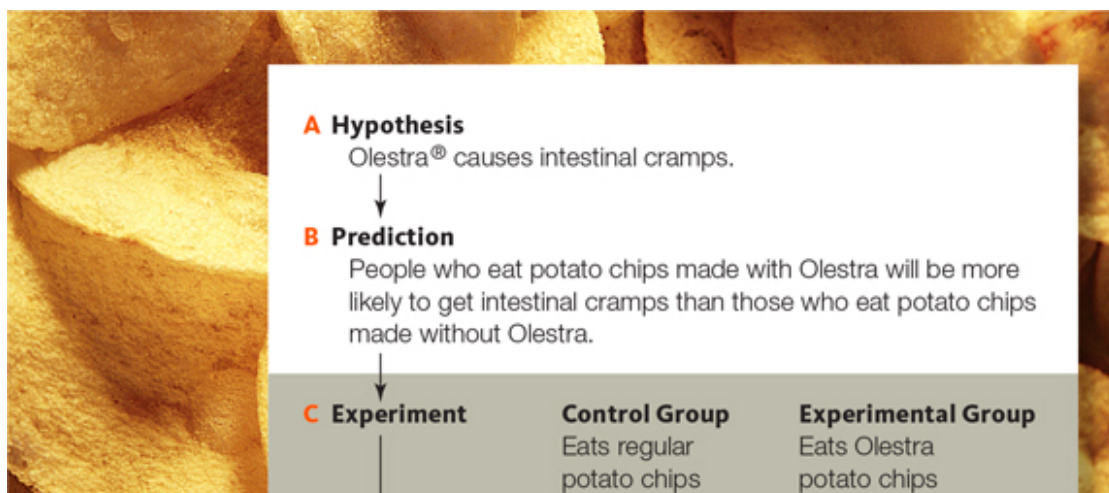 A Hypothesis
Olestra® causes intestinal cramps.
B Prediction
People who eat potato chips made with Olestra will be more
likely to get intestinal cramps than those who eat potato chips
made without Olestra.
C Experiment Control Group Experimental Group
Eats regular Eats Olestra
potato chips potato chips